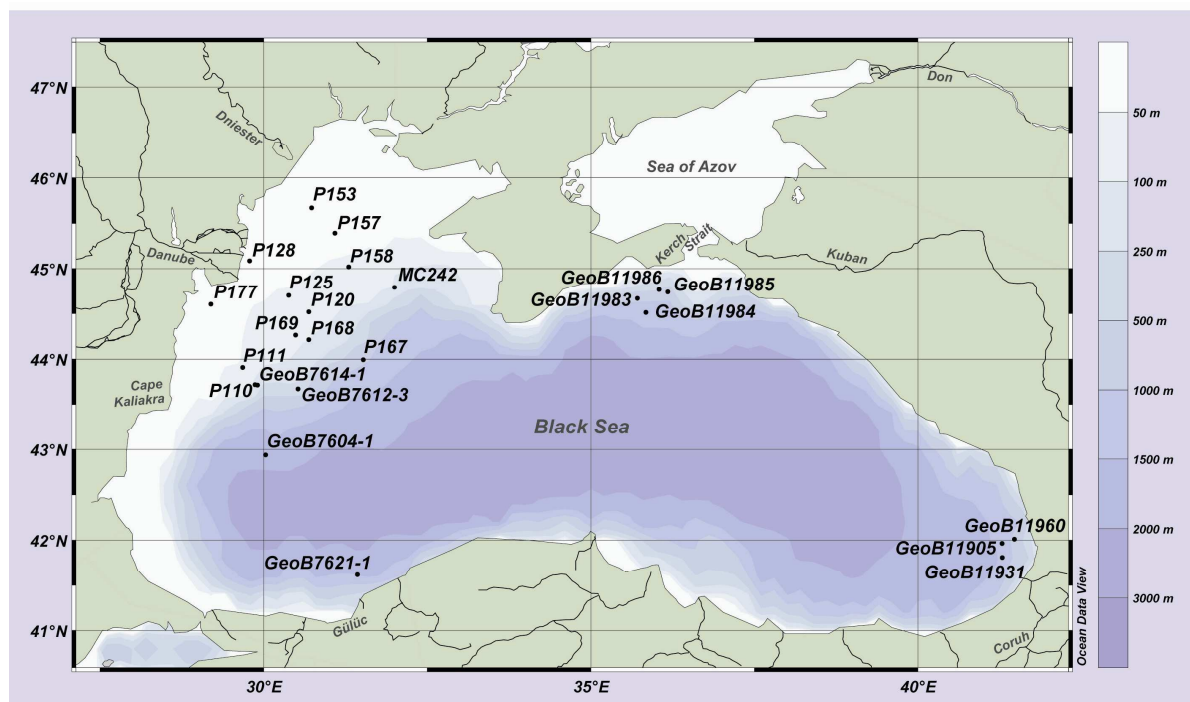 47°N
46°N
45°N
44°N
43°N
42°N
41°N
30°E
35°E
40°E
Dniester
Don
Sea of Azov
P153
P157
Kerch
Strait
Kuban
P128
Danube
P158
MC242
P125
P177
P120
P169
P168
P167
P111
GeoB7614-1
P110
GeoB7612-3
Cape
Kaliakra
GeoB11986
GeoB11985
GeoB11983
GeoB11984
Black Sea
GeoB7604-1
GeoB7621-1
Gülüc
GeoB11960
GeoB11905
GeoB11931
Coruh
Ocean Data View
50 m
100 m
250 m
500 m
1000 m
1500 m
2000 m
3000 m